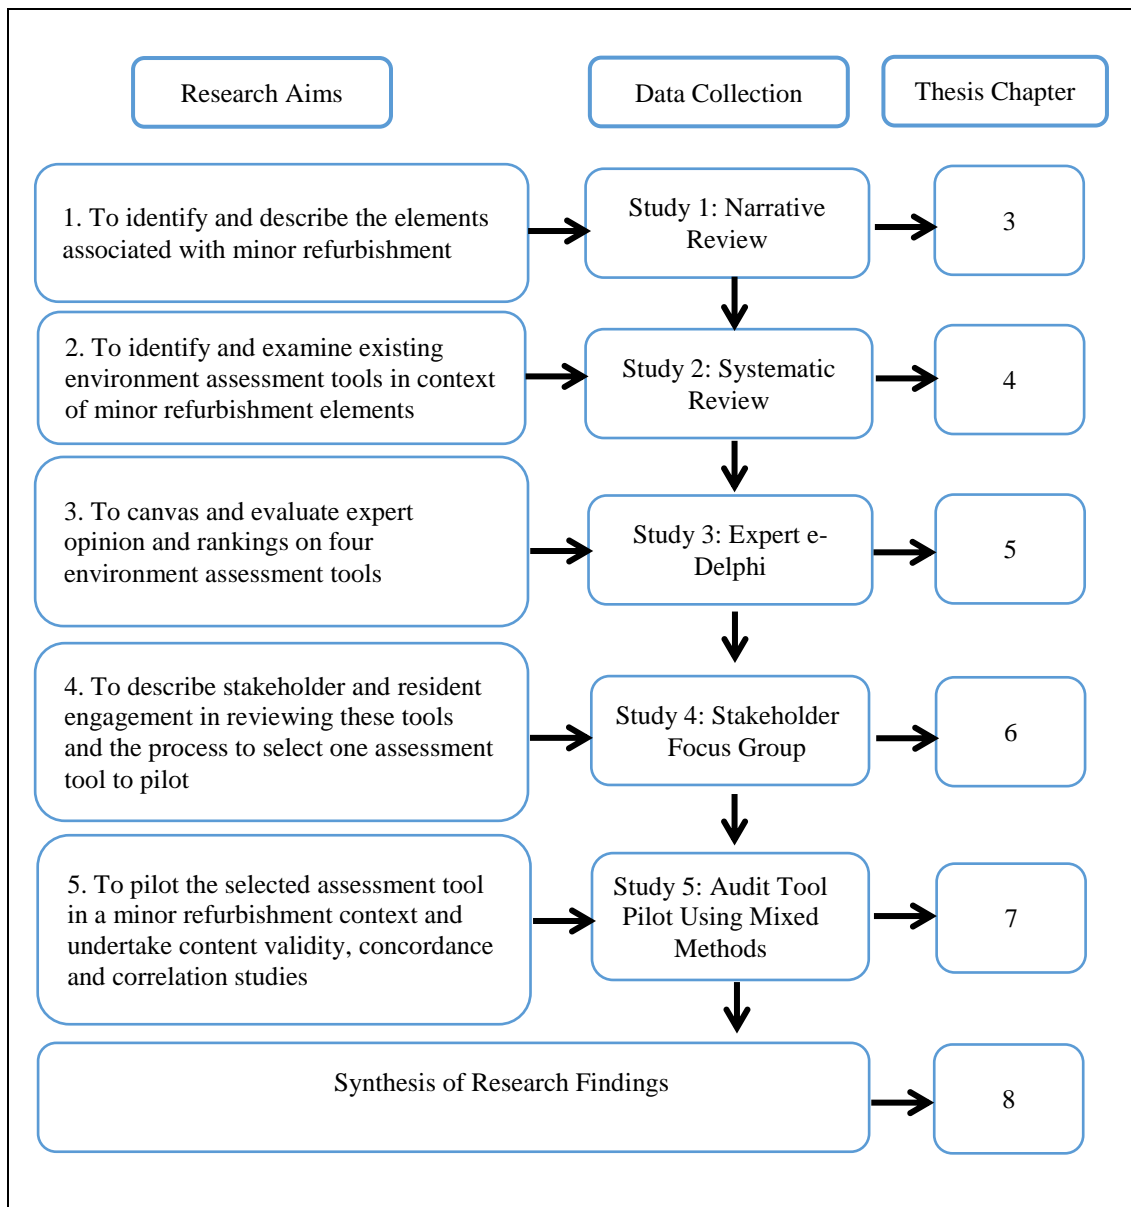 Research Aims
Data Collection
Thesis Chapter
1. To identify and describe the elements
associated with minor refurbishment
Study 1: Narrative
Review
3
2. To identify and examine existing
environment assessment tools in context
of minor refurbishment elements
Study 2: Systematic
Review
4
3. To canvas and evaluate expert
opinion and rankings on four
environment assessment tools
Study 3: Expert e-
Delphi
5
4. To describe stakeholder and resident
engagement in reviewing these tools
and the process to select one assessment
tool to pilot
Study 4: Stakeholder
Focus Group
6
5. To pilot the selected assessment tool
in a minor refurbishment context and
undertake content validity, concordance
and correlation studies
Study 5: Audit Tool
Pilot Using Mixed
Methods
7
Synthesis of Research Findings
8